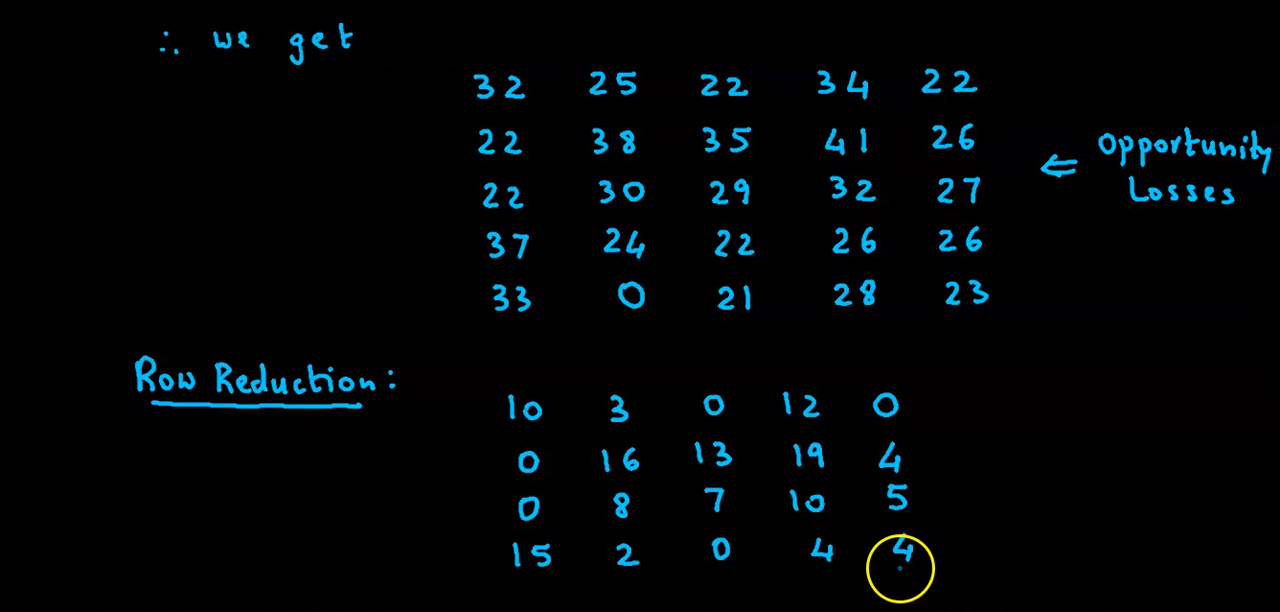 ∴ we get
32 25 22 34 22
22 38 35 41 26
22 30 29 32 27
37 24 22 26 26
33 0 21 28 23
⇐ Opportunity
Losses
Row Reduction:
10 3 0 12 0
0 16 13 19 4
0 8 7 10 5
15 2 0 4 4